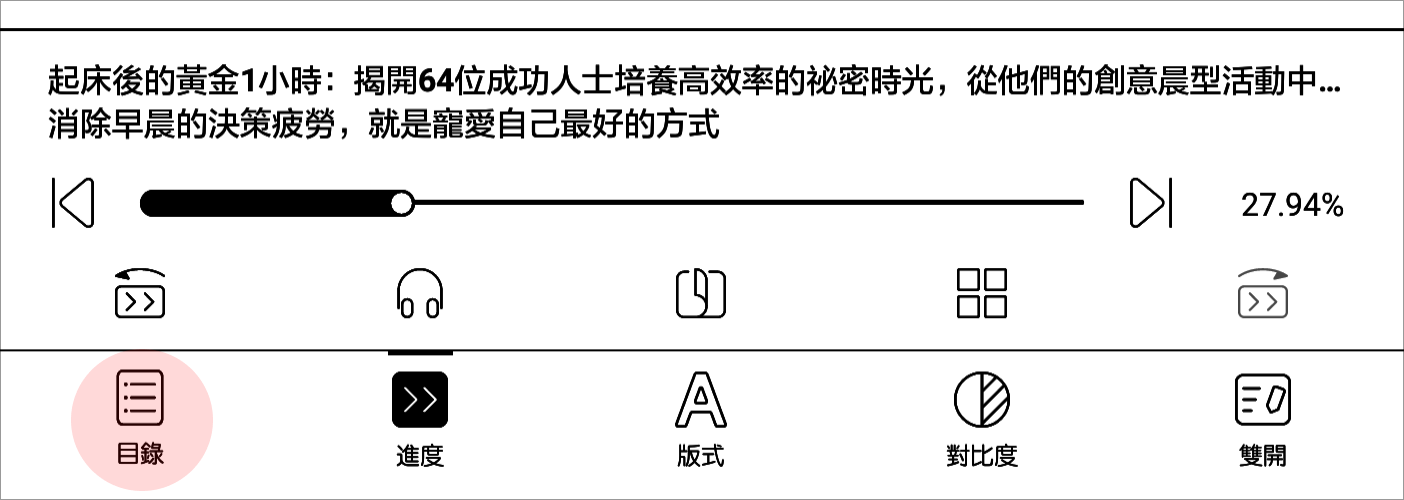 起床後的黃金1小時：揭開64位成功人士培養高效率的祕密時光，從他們的創意晨型活動中...
消除早晨的決策疲勞，就是寵愛自己最好的方式
27.94%
目錄
進度
版式
對比度
雙開